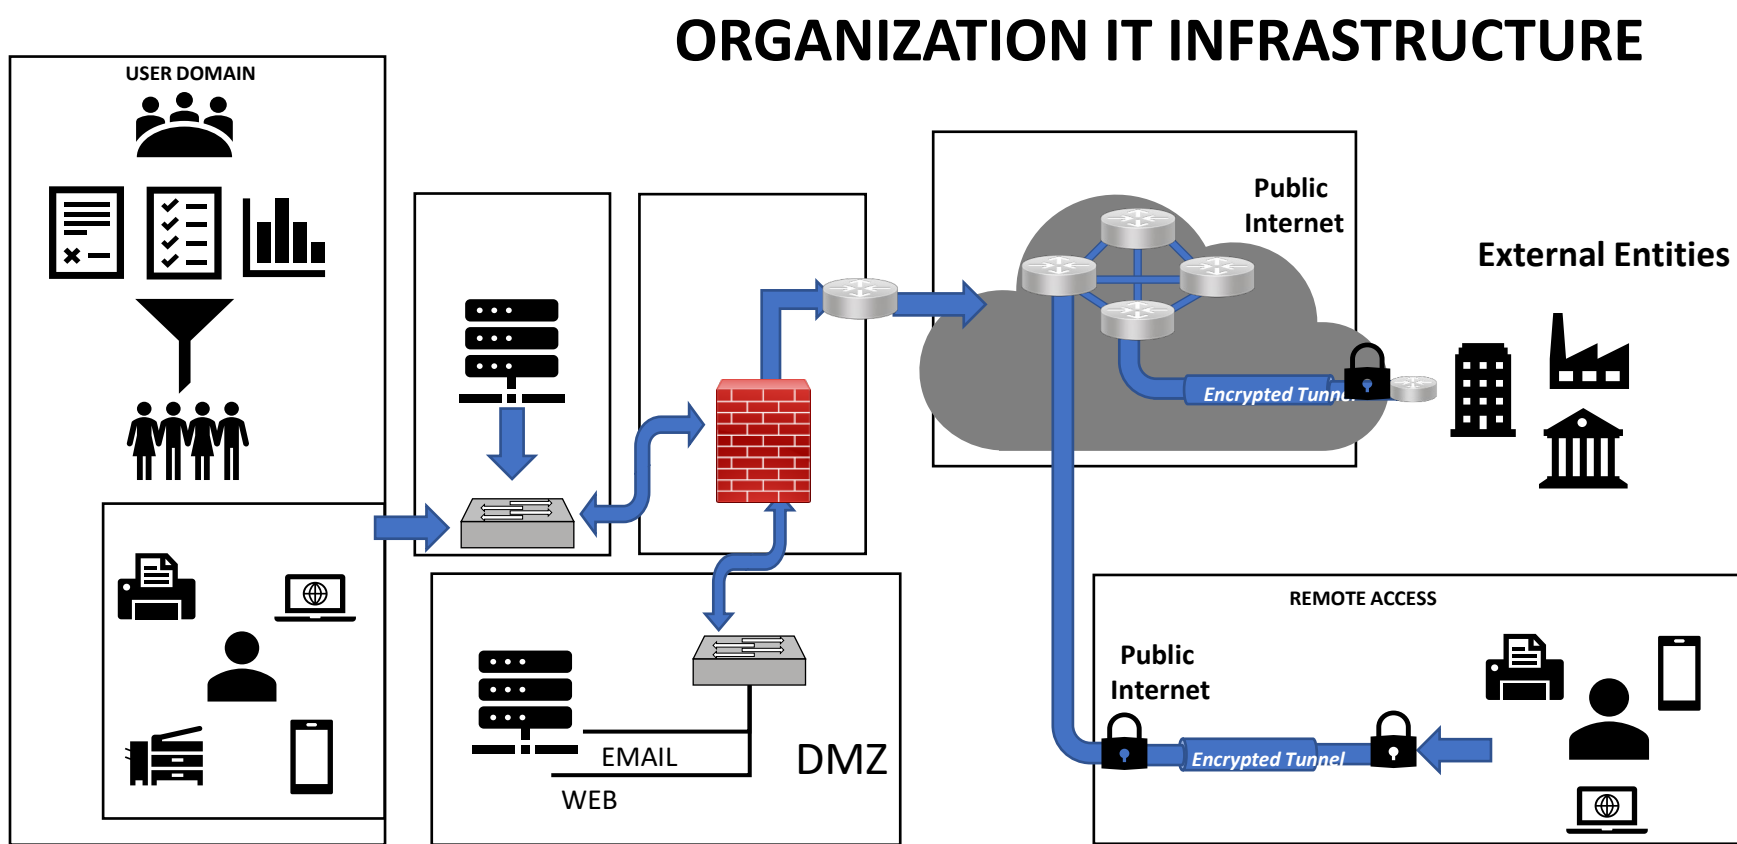 ORGANIZATION IT INFRASTRUCTURE
USER DOMAIN
Public
Internet
External Entities
Encrypted Tunnel
REMOTE ACCESS
Public
Internet
Encrypted Tunnel
EMAIL
DMZ
WEB